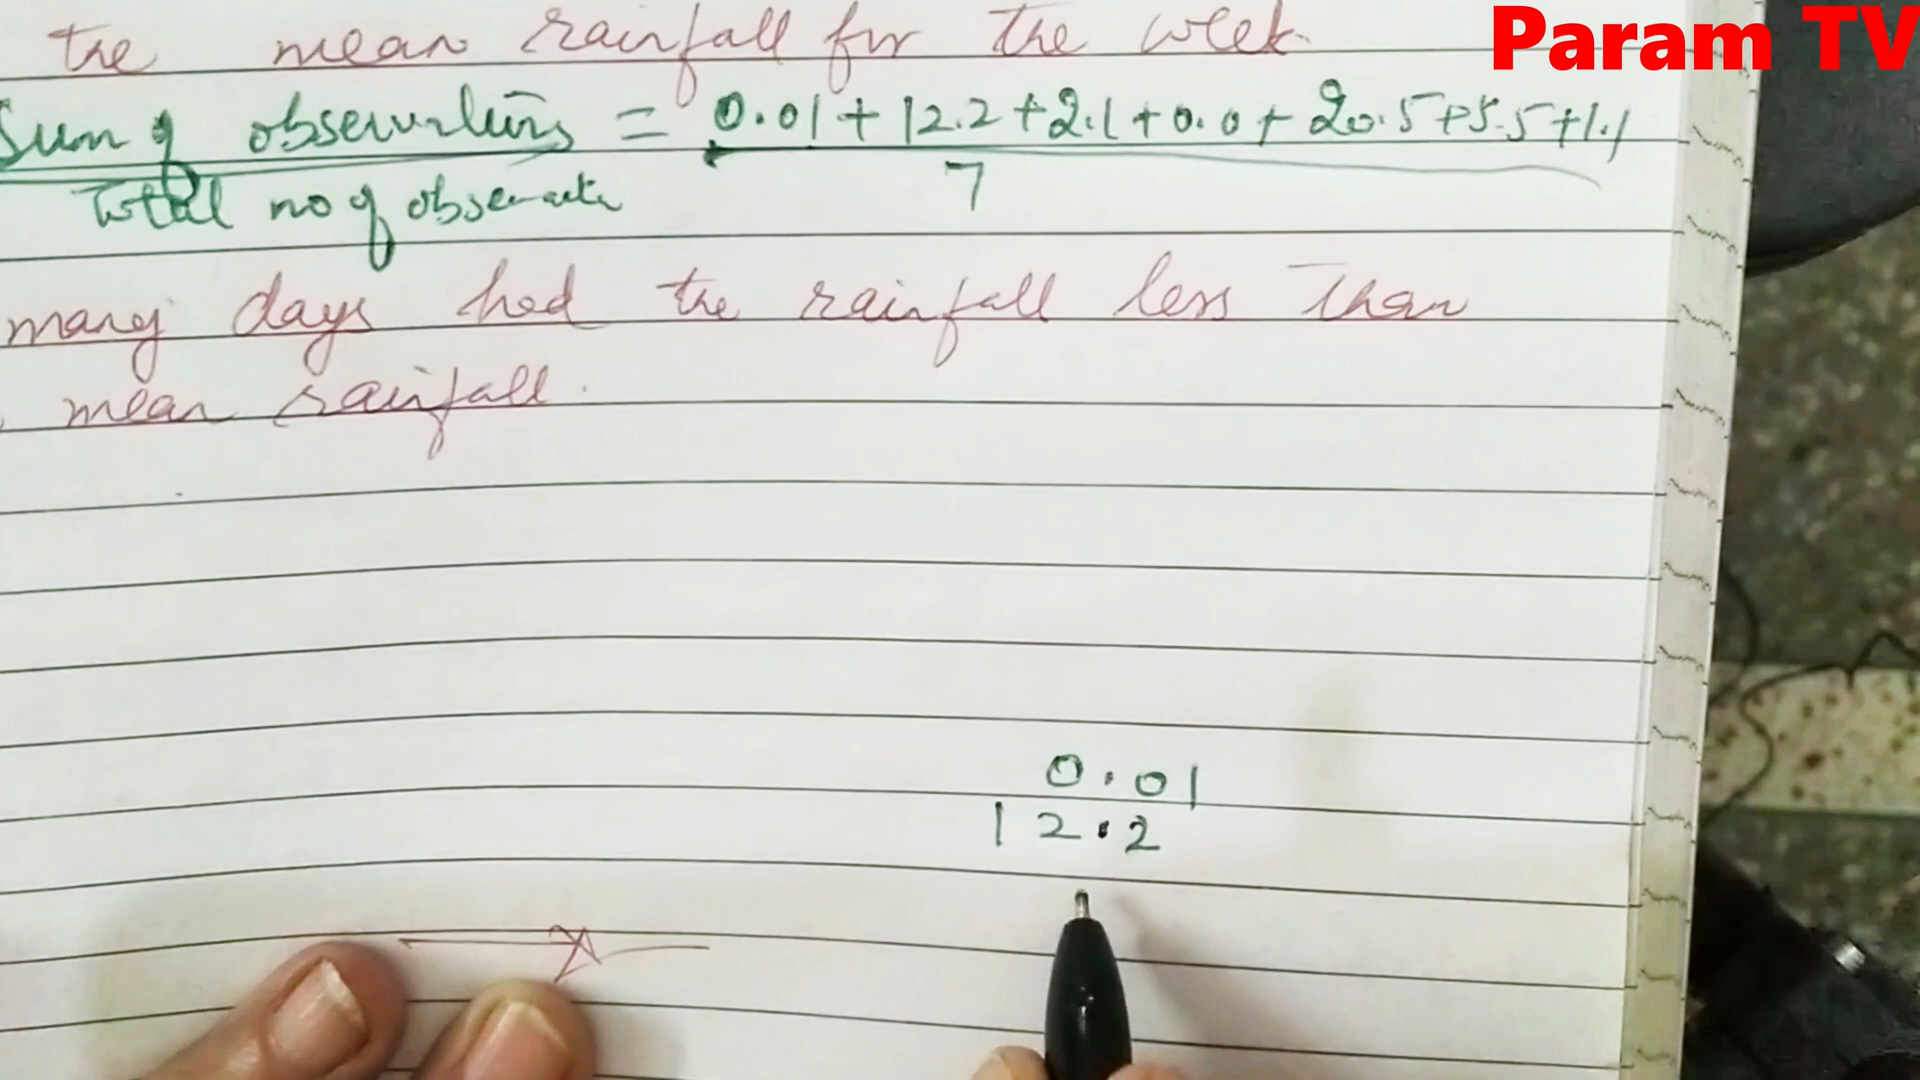 Param TV
the mean rainfall for the week.
Sum of observations = 0.01 + 12.2 + 2.1 + 0.0 + 20.5 + 5.5 + 1.1
Total no of observati 7
many days had the rainfall less than
mean rainfall.
0.01
12.2